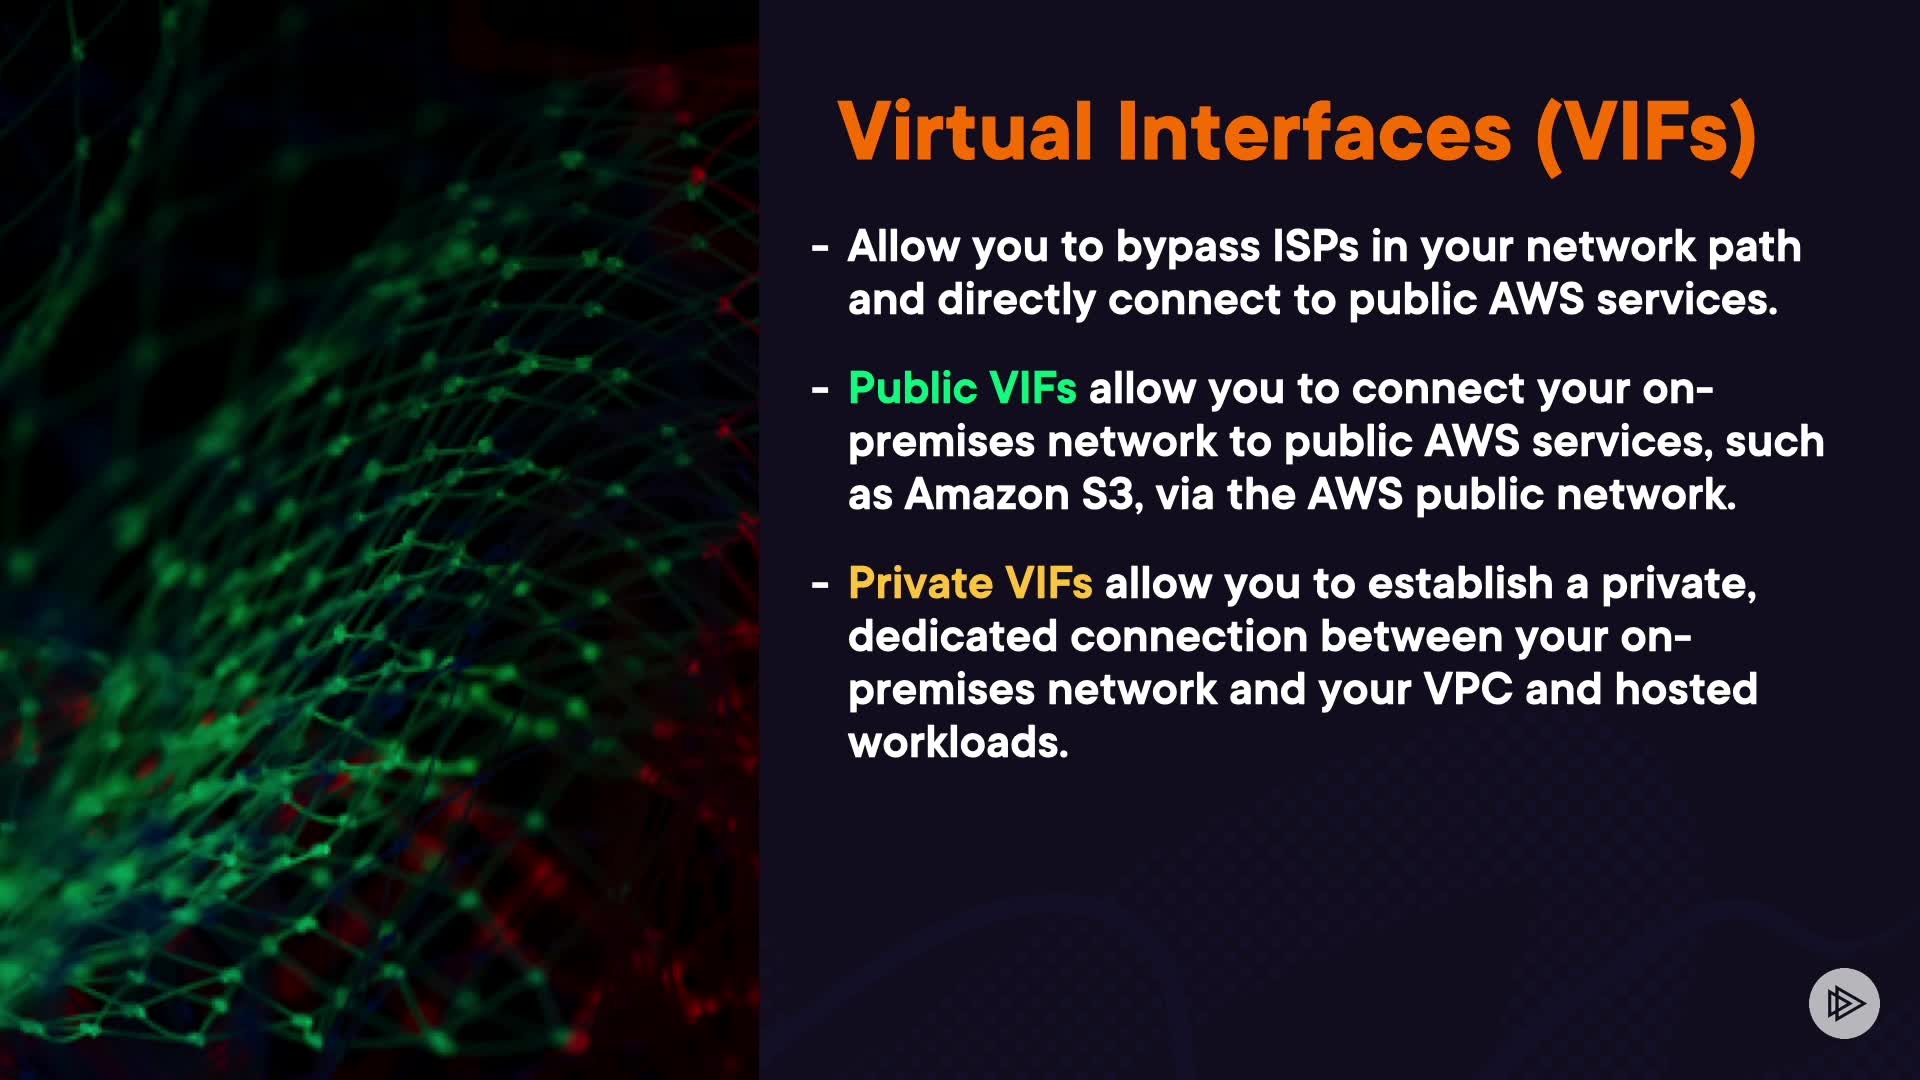 Virtual Interfaces (VIFs)
- Allow you to bypass ISPs in your network path
and directly connect to public AWS services.
- Public VIFs allow you to connect your on-
premises network to public AWS services, such
as Amazon S3, via the AWS public network.
- Private VIFs allow you to establish a private,
dedicated connection between your on-
premises network and your VPC and hosted
workloads.